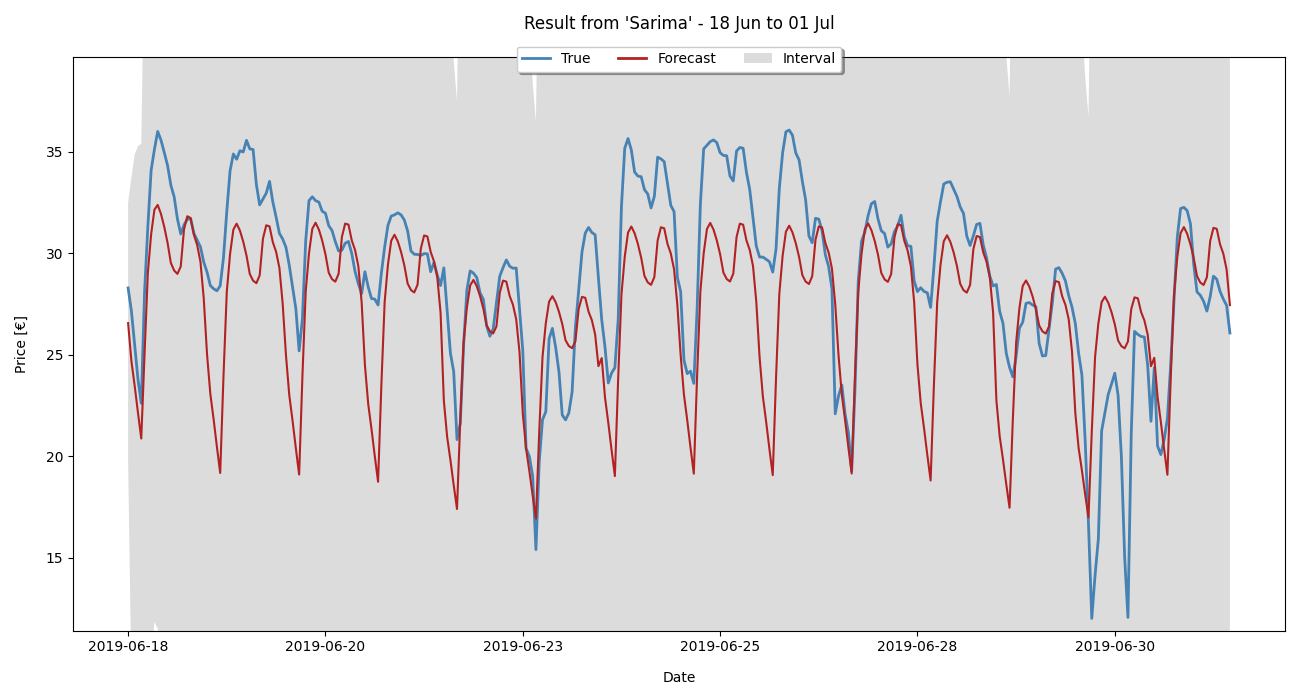 Result from 'Sarima' - 18 Jun to 01 Jul
True Forecast Interval
Price [€]
35
30
25
20
15
2019-06-18 2019-06-20 2019-06-23 2019-06-25 2019-06-28 2019-06-30
Date